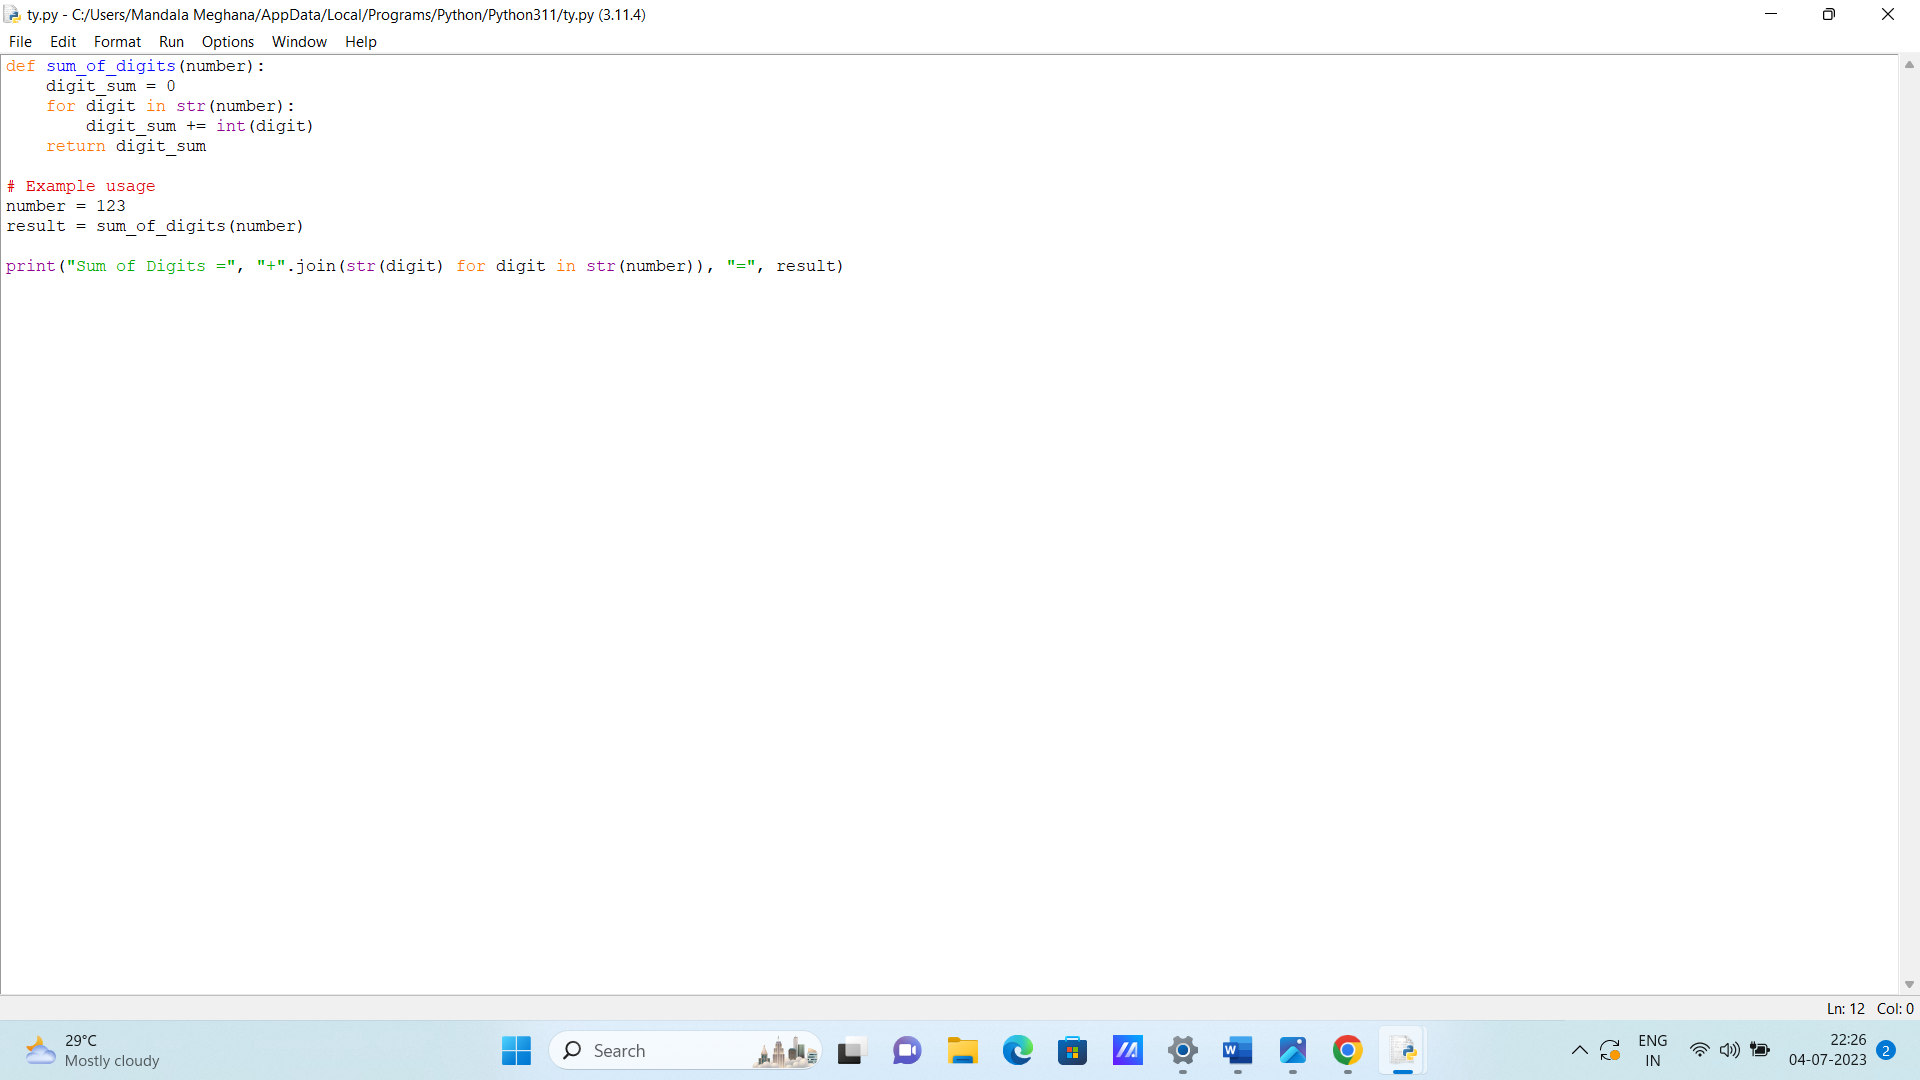 ty.py - C:/Users/Mandala Meghana/AppData/Local/Programs/Python/Python311/ty.py (3.11.4)
File Edit Format Run Options Window Help
def sum_of_digits(number):
    digit_sum = 0
    for digit in str(number):
        digit_sum += int(digit)
    return digit_sum
# Example usage
number = 123
result = sum_of_digits(number)
print("Sum of Digits =", "+".join(str(digit) for digit in str(number)), "=", result)
Ln: 12 Col: 0
29°C
Mostly cloudy
Search
W
ENG
IN
22:26
04-07-2023
2